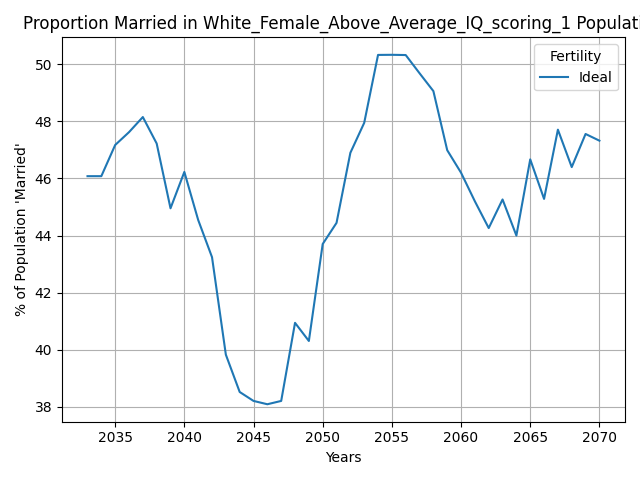 Proportion Married in White_Female_Above_Average_IQ_scoring_1 Populati
Fertility
Ideal
% of Population 'Married'
50
48
46
44
42
40
38
2035 2040 2045 2050 2055 2060 2065 2070
Years